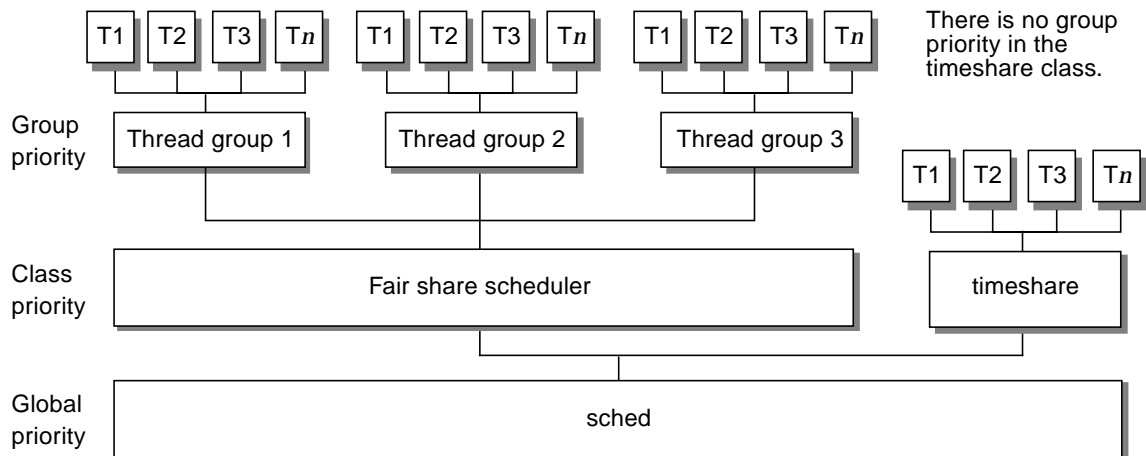 T1 T2 T3 Tn T1 T2 T3 Tn T1 T2 T3 Tn
There is no group
priority in the
timeshare class.
Group
priority
Thread group 1 Thread group 2 Thread group 3
T1 T2 T3 Tn
Class
priority
Fair share scheduler timeshare
Global
priority
sched